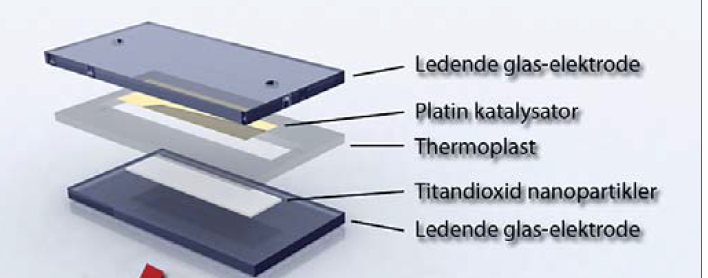 Ledende glas-elektrode
Platin katalysator
Thermoplast
Titandioxid nanopartikler
Ledende glas-elektrode